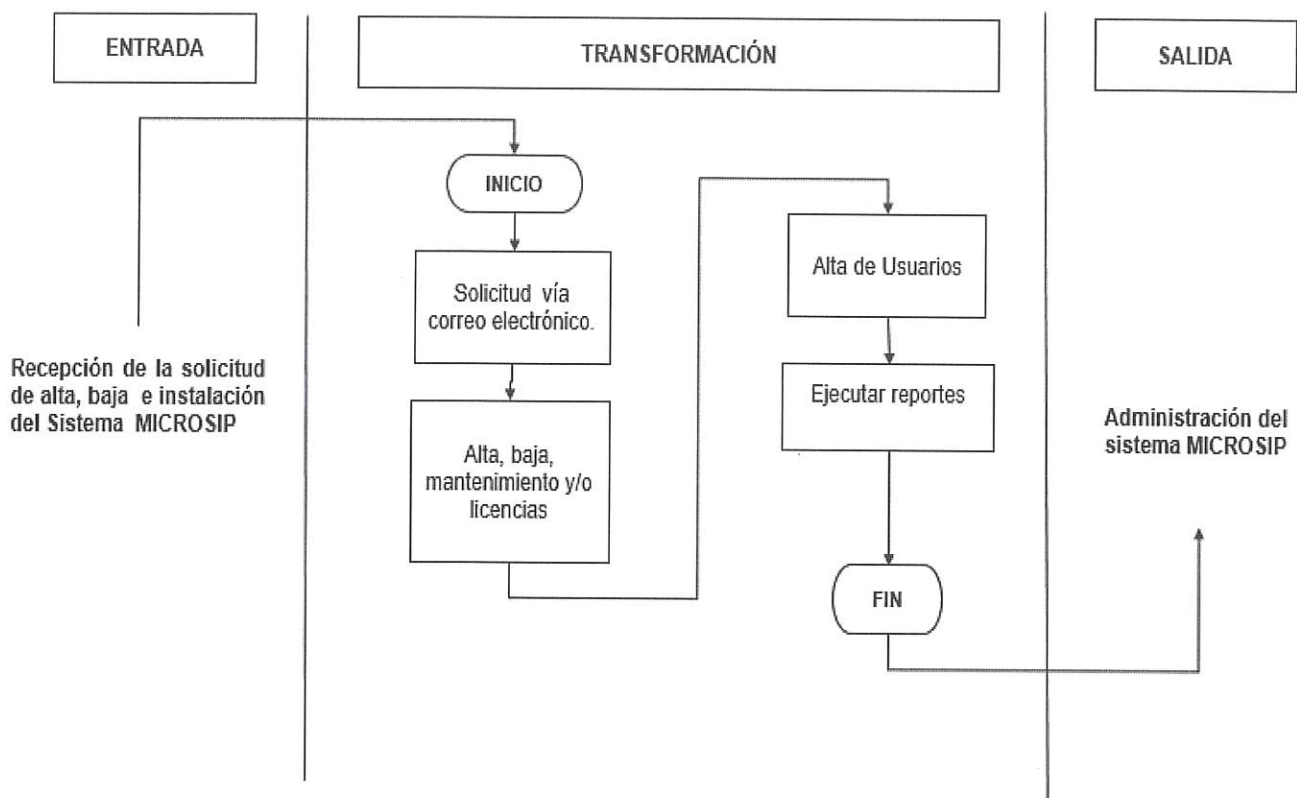 ENTRADA
TRANSFORMACIÓN
SALIDA
Recepción de la solicitud
de alta, baja e instalación
del Sistema MICROSIP
INICIO
Solicitud vía
correo electrónico.
Alta, baja,
mantenimiento y/o
licencias
Alta de Usuarios
Ejecutar reportes
FIN
Administración del
sistema MICROSIP